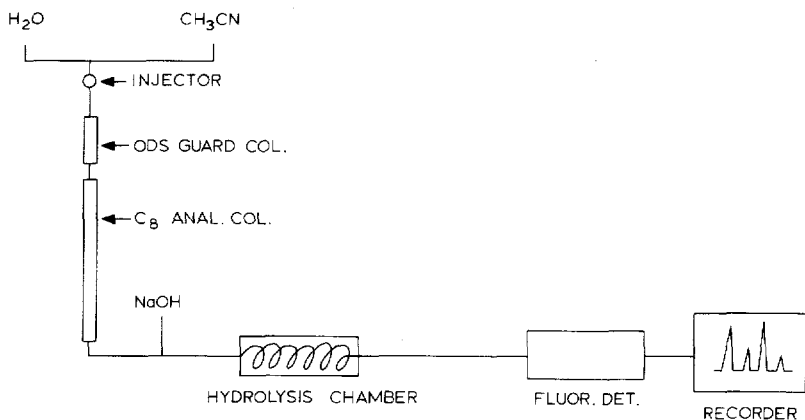 H₂O
CH₃CN
INJECTOR
ODS GUARD COL.
C₈ ANAL. COL.
NaOH
HYDROLYSIS CHAMBER
FLUOR. DET.
RECORDER